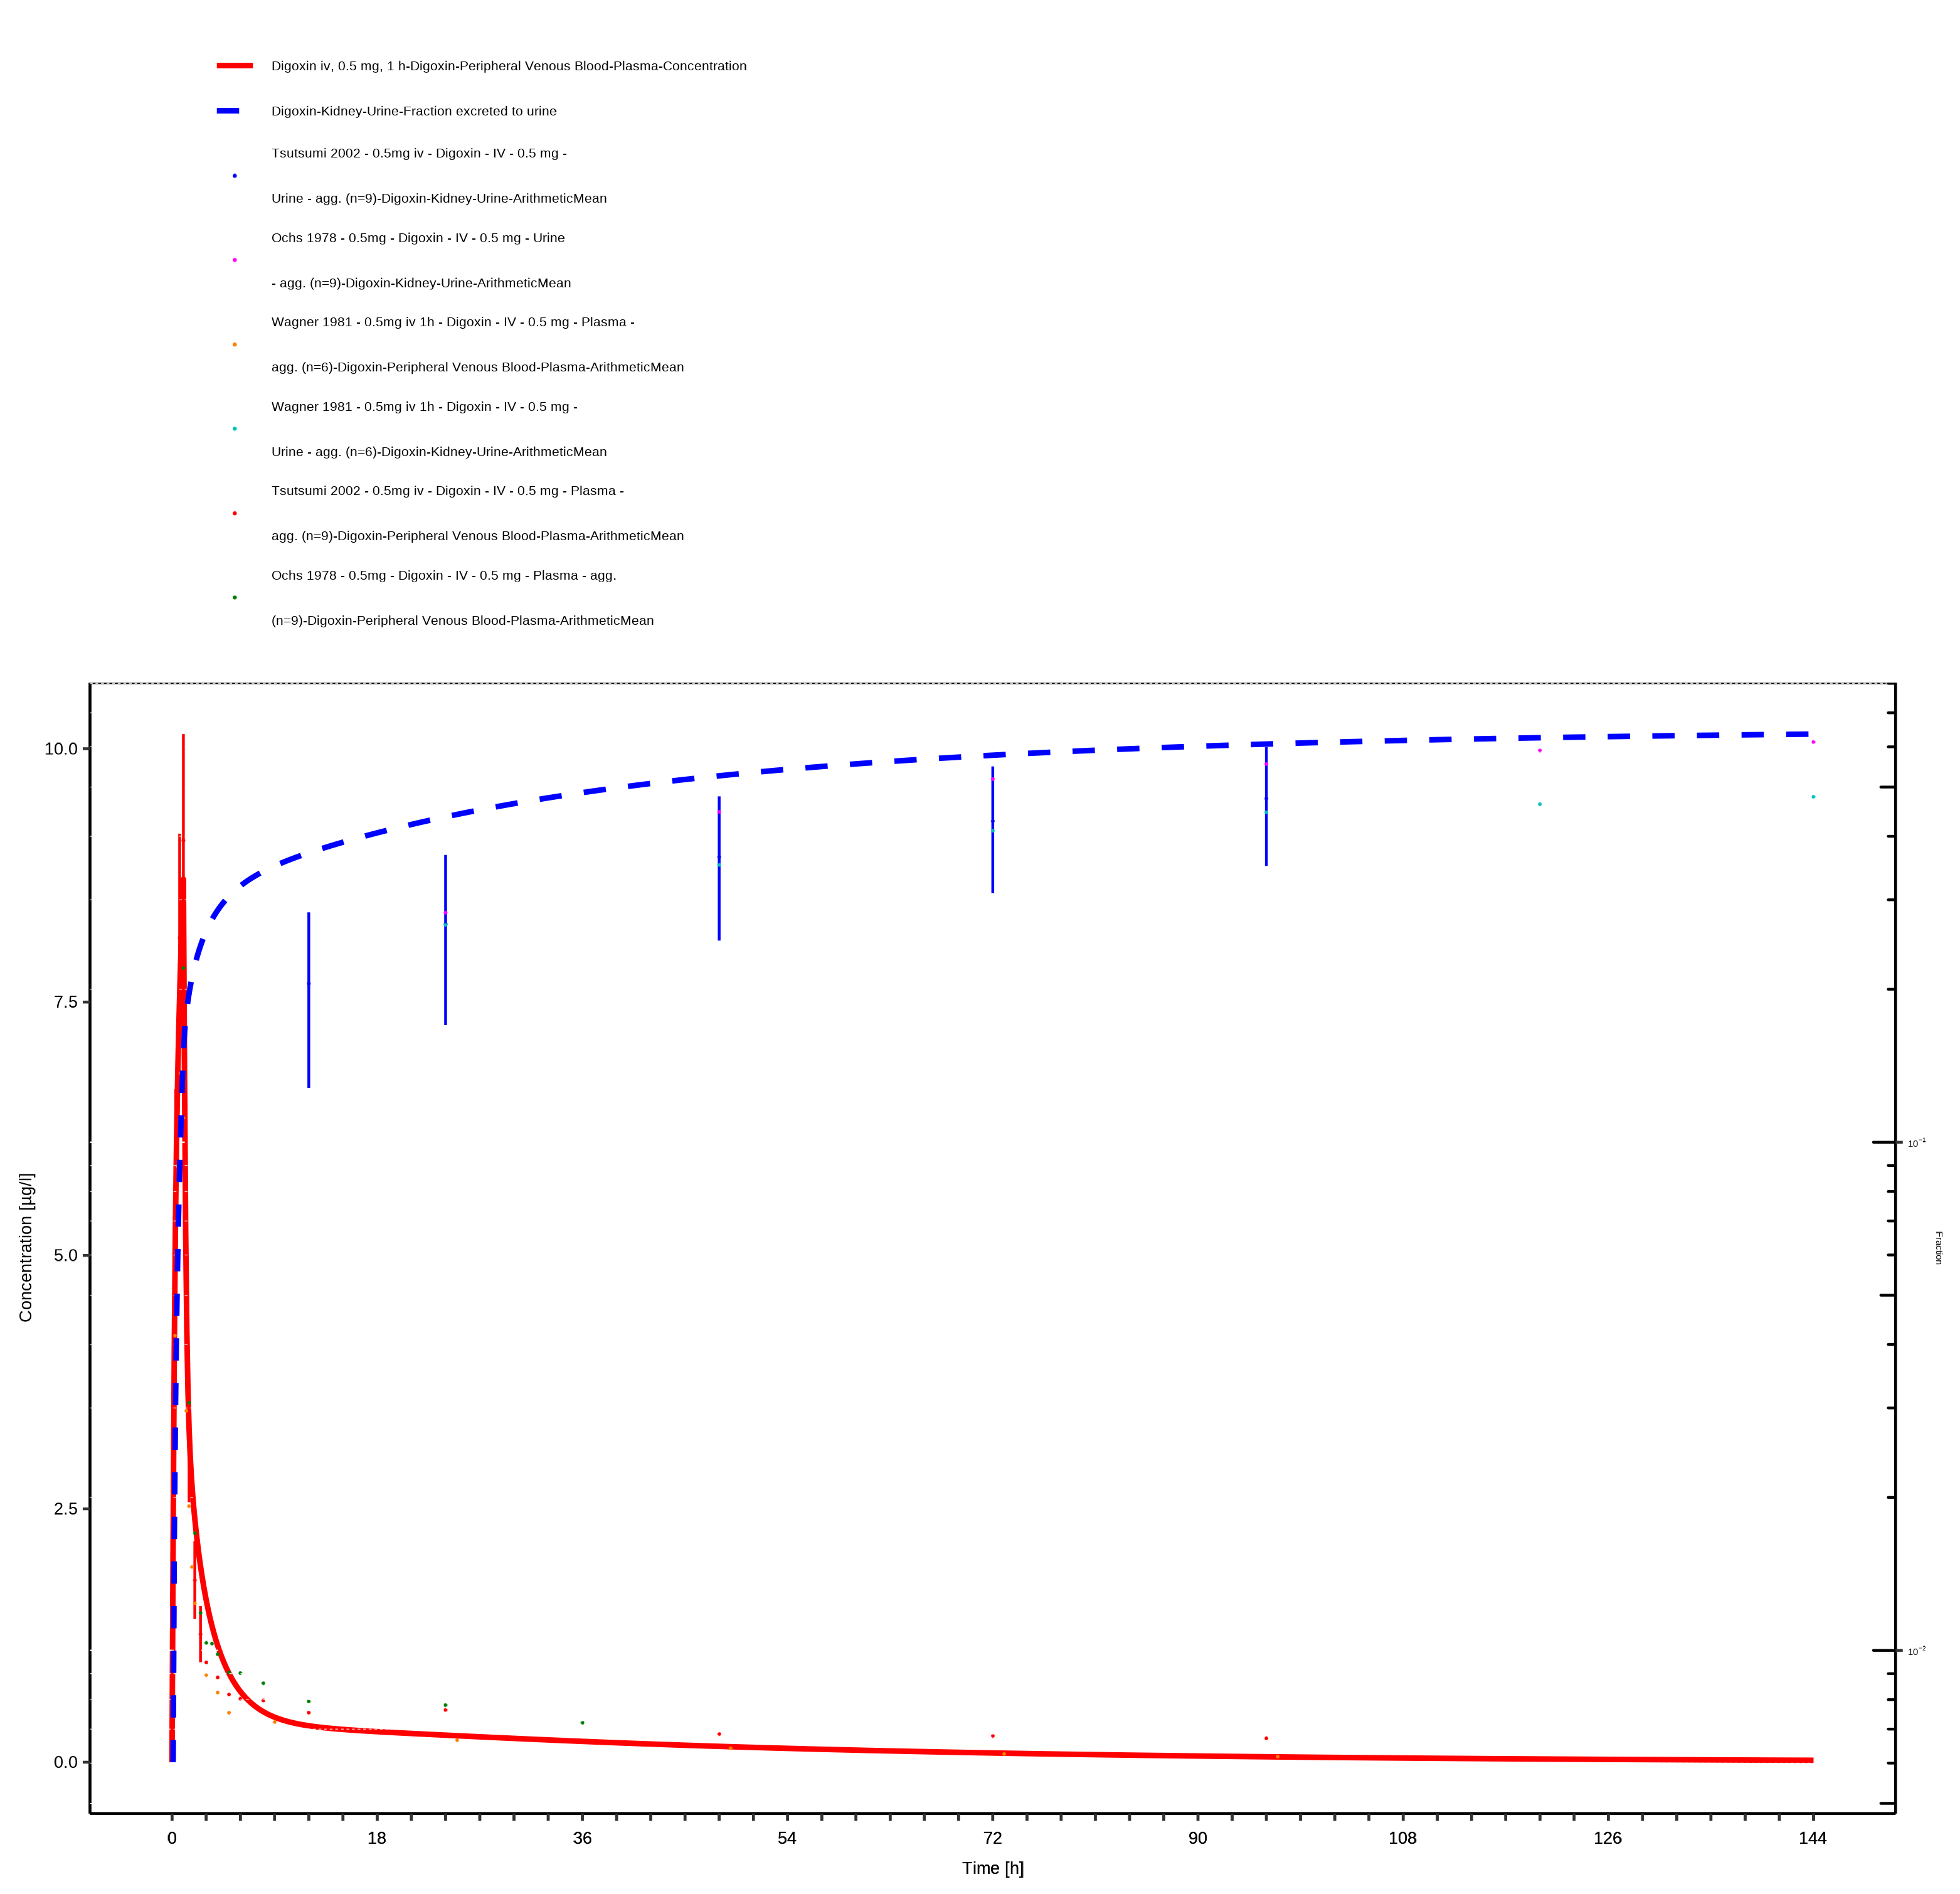 Digoxin iv, 0.5 mg, 1 h-Digoxin-Peripheral Venous Blood-Plasma-Concentration
Digoxin-Kidney-Urine-Fraction excreted to urine
Tsutsumi 2002 - 0.5mg iv - Digoxin - IV - 0.5 mg -
Urine - agg. (n=9)-Digoxin-Kidney-Urine-ArithmeticMean
Ochs 1978 - 0.5mg - Digoxin - IV - 0.5 mg - Urine
- agg. (n=9)-Digoxin-Kidney-Urine-ArithmeticMean
Wagner 1981 - 0.5mg iv 1h - Digoxin - IV - 0.5 mg - Plasma -
agg. (n=6)-Digoxin-Peripheral Venous Blood-Plasma-ArithmeticMean
Wagner 1981 - 0.5mg iv 1h - Digoxin - IV - 0.5 mg -
Urine - agg. (n=6)-Digoxin-Kidney-Urine-ArithmeticMean
Tsutsumi 2002 - 0.5mg iv - Digoxin - IV - 0.5 mg - Plasma -
agg. (n=9)-Digoxin-Peripheral Venous Blood-Plasma-ArithmeticMean
Ochs 1978 - 0.5mg - Digoxin - IV - 0.5 mg - Plasma - agg.
(n=9)-Digoxin-Peripheral Venous Blood-Plasma-ArithmeticMean
Concentration [µg/l]
10.0
7.5
5.0
2.5
0.0
10⁻¹
10⁻²
Fraction
0 18 36 54 72 90 108 126 144
Time [h]